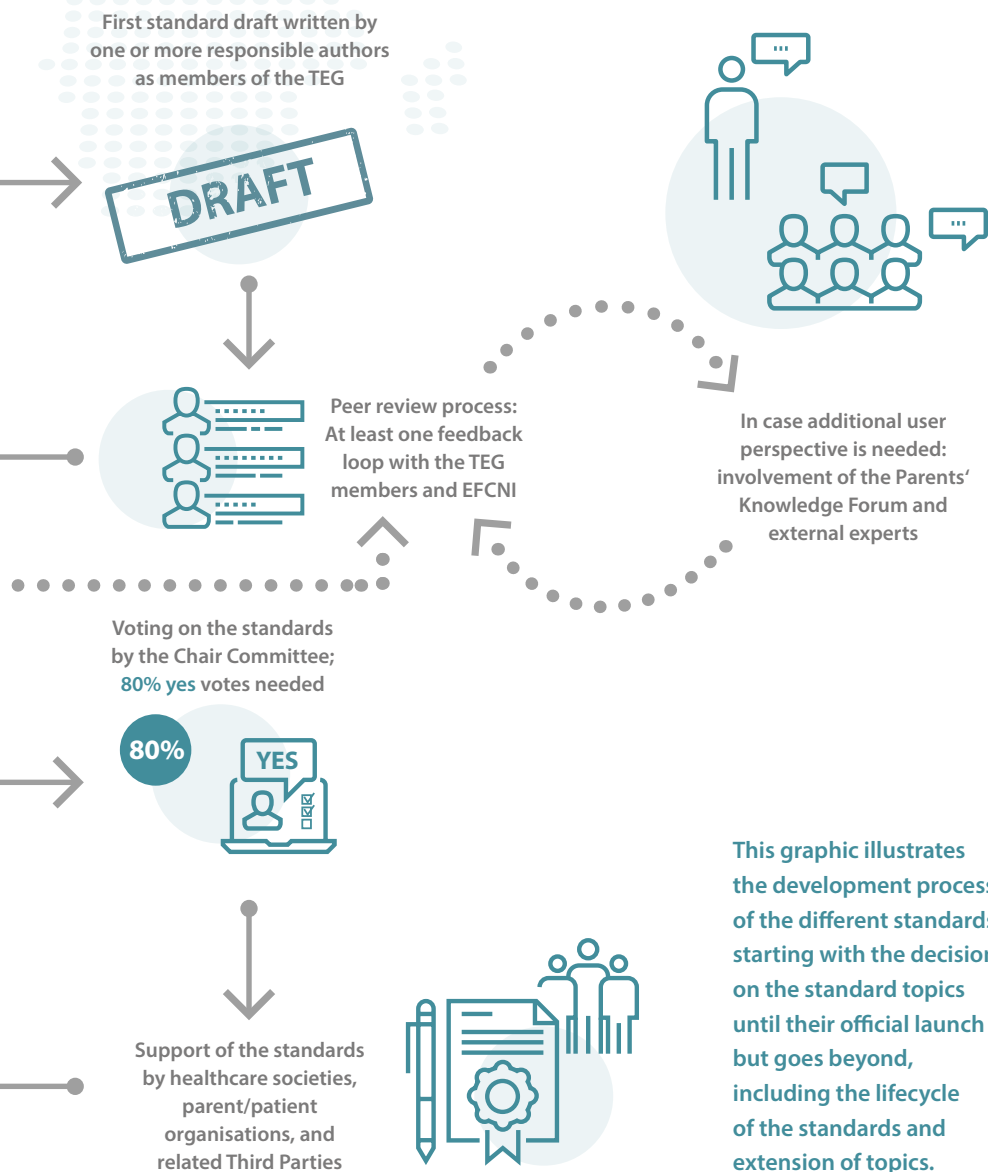 First standard draft written by
one or more responsible authors
as members of the TEG
DRAFT
Peer review process:
At least one feedback
loop with the TEG
members and EFCNI
In case additional user
perspective is needed:
involvement of the Parents‘
Knowledge Forum and
external experts
Voting on the standards
by the Chair Committee;
80% yes votes needed
80%
YES
Support of the standards
by healthcare societies,
parent/patient
organisations, and
related Third Parties
This graphic illustrates
the development process
of the different standards
starting with the decision
on the standard topics
until their official launch
but goes beyond,
including the lifecycle
of the standards and
extension of topics.